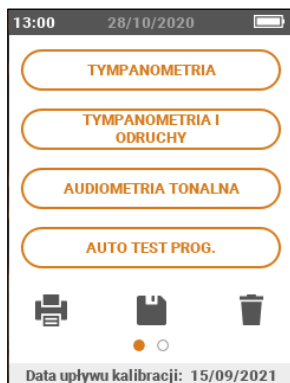 13:00 28/10/2020
TYMPANOMETRIA
TYMPANOMETRIA I
ODRUCHY
AUDIOMETRIA TONALNA
AUTO TEST PROG.
Data upływu kalibracji: 15/09/2021